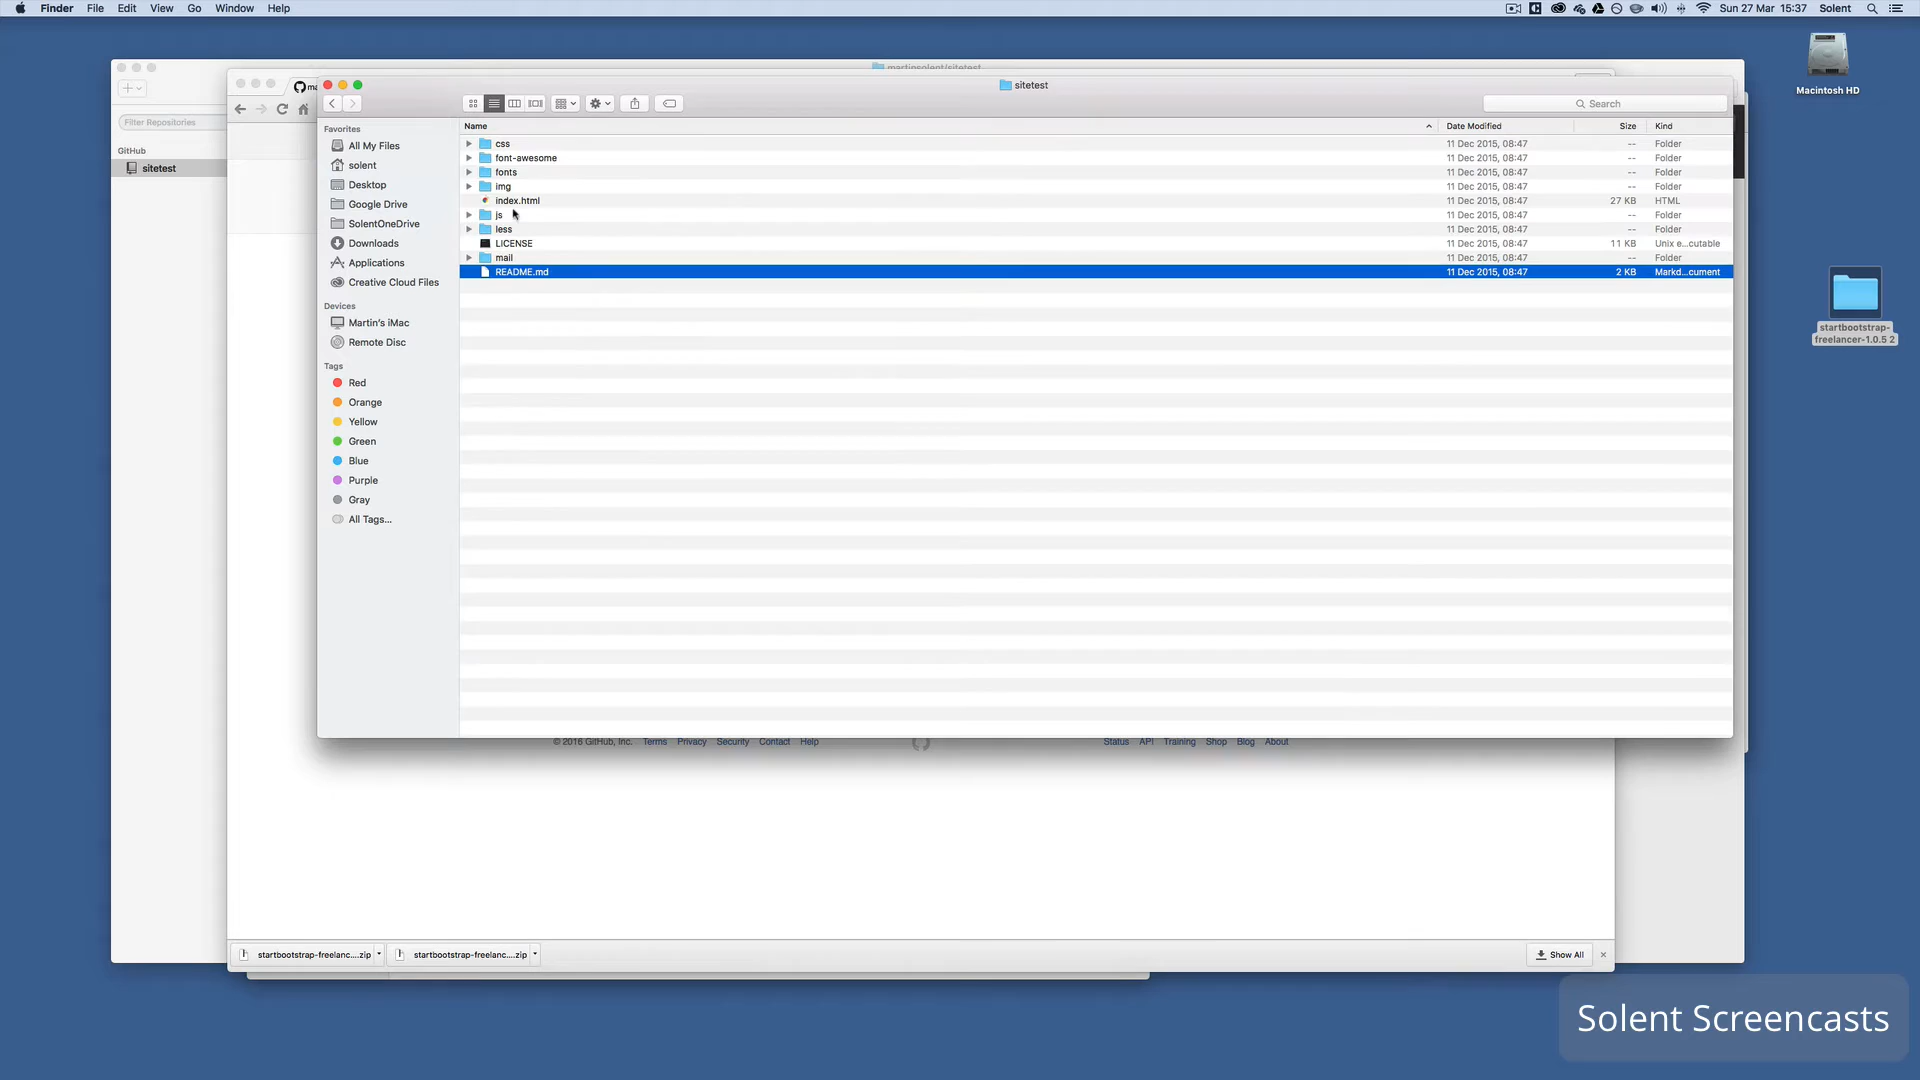 Finder File Edit View Go Window Help
Sun 27 Mar 15:37 Solent
Macintosh HD
martinsolent/sitetest
ma
sitetest
Search
Filter Repositories
GitHub
sitetest
Favorites
All My Files
solent
Desktop
Google Drive
SolentOneDrive
Downloads
Applications
Creative Cloud Files
Devices
Martin's iMac
Remote Disc
Tags
Red
Orange
Yellow
Green
Blue
Purple
Gray
All Tags...
Name Date Modified Size Kind
css 11 Dec 2015, 08:47 -- Folder
font-awesome 11 Dec 2015, 08:47 -- Folder
fonts 11 Dec 2015, 08:47 -- Folder
img 11 Dec 2015, 08:47 -- Folder
index.html 11 Dec 2015, 08:47 27 KB HTML
js 11 Dec 2015, 08:47 -- Folder
less 11 Dec 2015, 08:47 -- Folder
LICENSE 11 Dec 2015, 08:47 11 KB Unix e...cutable
mail 11 Dec 2015, 08:47 -- Folder
README.md 11 Dec 2015, 08:47 2 KB Markd...cument
startbootstrap-
freelancer-1.0.5 2
© 2016 GitHub, Inc. Terms Privacy Security Contact Help
Status API Training Shop Blog About
startbootstrap-freelanc....zip startbootstrap-freelanc....zip Show All
Solent Screencasts